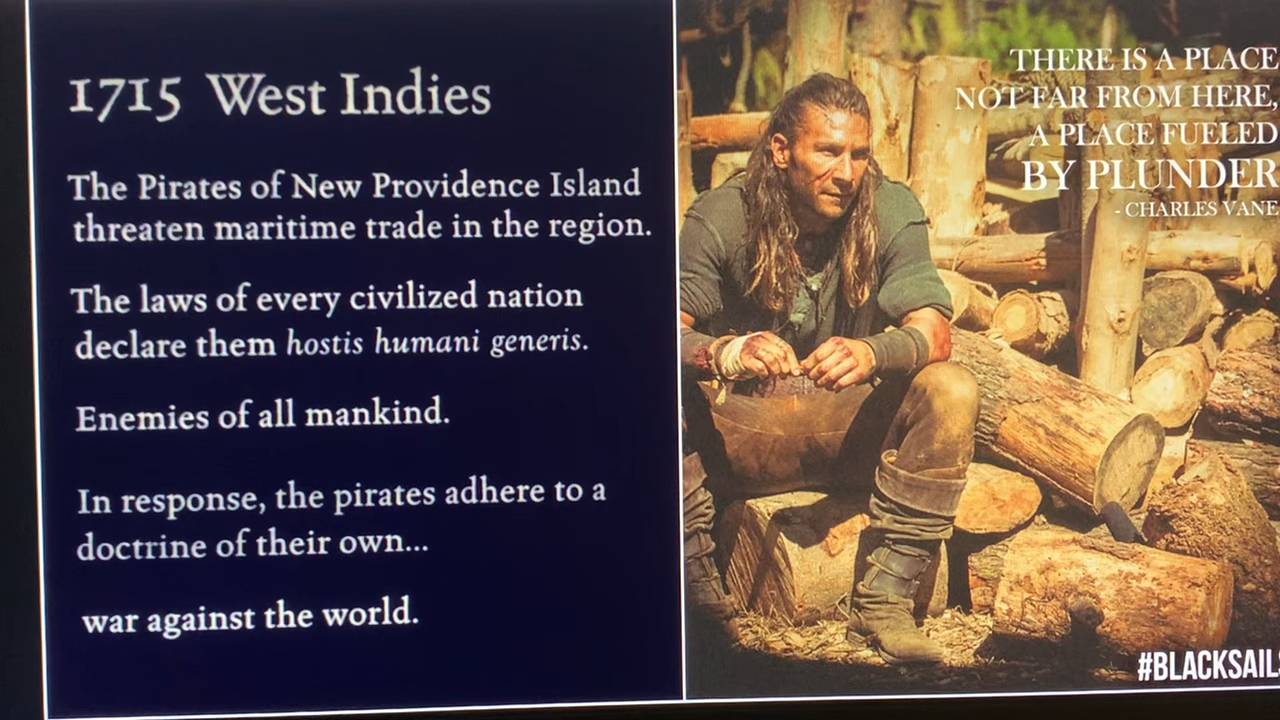 1715 West Indies
The Pirates of New Providence Island
threaten maritime trade in the region.
The laws of every civilized nation
declare them hostis humani generis.
Enemies of all mankind.
In response, the pirates adhere to a
doctrine of their own...
war against the world.
THERE IS A PLACE
NOT FAR FROM HERE,
A PLACE FUELED
BY PLUNDER
- CHARLES VANE
#BLACKSAILS